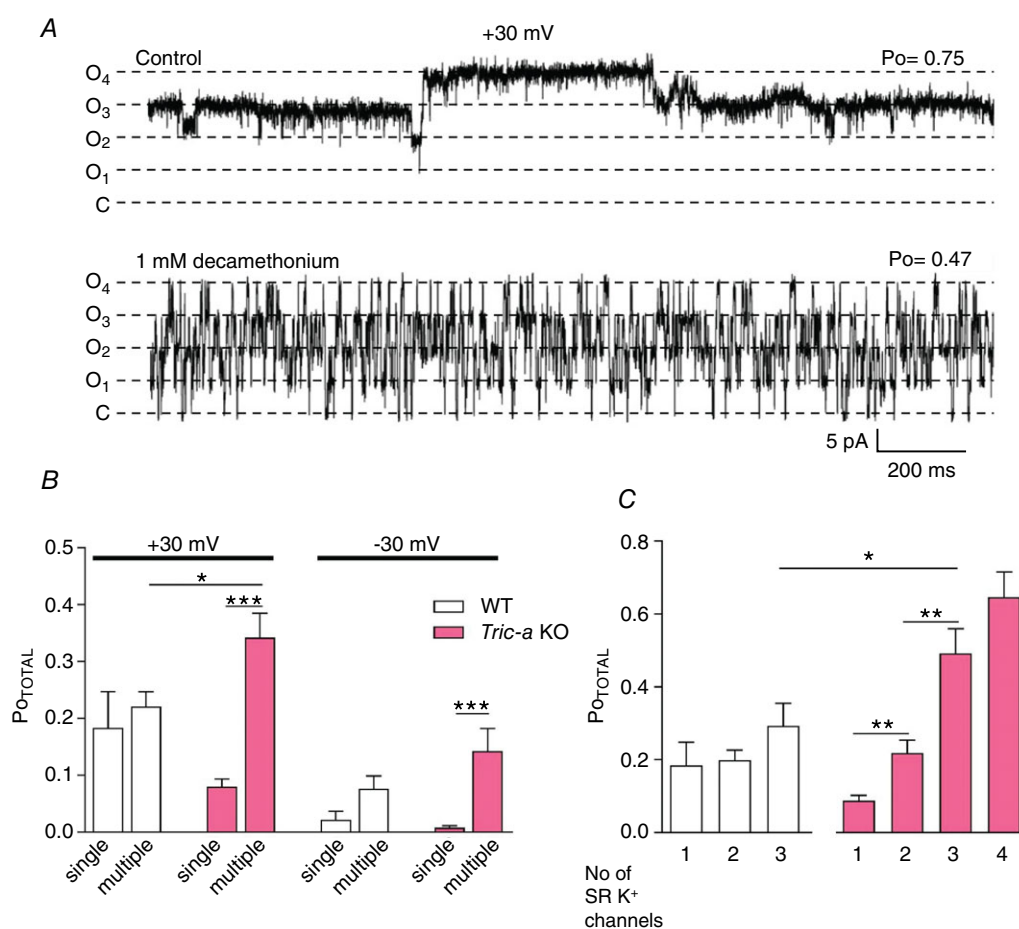 A
+30 mV
Control
Po= 0.75
O4
O3
O2
O1
C
1 mM decamethonium
Po= 0.47
O4
O3
O2
O1
C
5 pA
200 ms
B
+30 mV
-30 mV
0.5
0.4
0.3
0.2
0.1
0.0
PoTOTAL
*
***
***
WT
Tric-a KO
single
multiple
single
multiple
single
multiple
single
multiple
C
0.8
0.6
0.4
0.2
0.0
PoTOTAL
*
**
**
1 2 3 1 2 3 4
No of
SR K+
channels